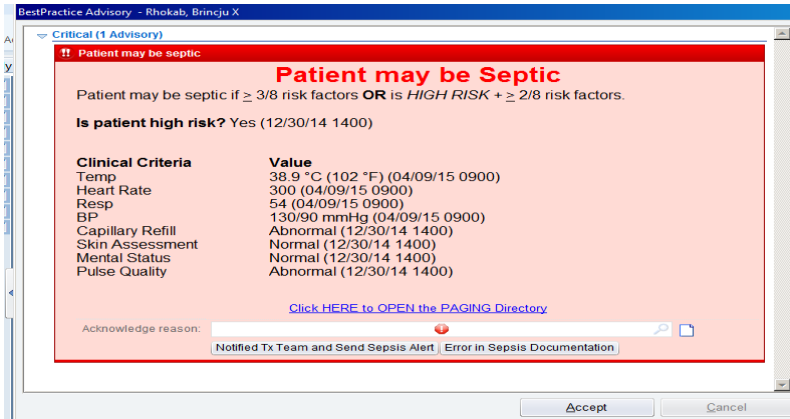 BestPractice Advisory - Rhokab, Brincju X
Critical (1 Advisory)
Patient may be septic
Patient may be Septic
Patient may be septic if ≥ 3/8 risk factors OR is HIGH RISK + ≥ 2/8 risk factors.
Is patient high risk? Yes (12/30/14 1400)
Clinical Criteria Value
Temp 38.9 °C (102 °F) (04/09/15 0900)
Heart Rate 300 (04/09/15 0900)
Resp 54 (04/09/15 0900)
BP 130/90 mmHg (04/09/15 0900)
Capillary Refill Abnormal (12/30/14 1400)
Skin Assessment Normal (12/30/14 1400)
Mental Status Normal (12/30/14 1400)
Pulse Quality Abnormal (12/30/14 1400)
Click HERE to OPEN the PAGING Directory
Acknowledge reason:
Notified Tx Team and Send Sepsis Alert Error in Sepsis Documentation
Accept Cancel